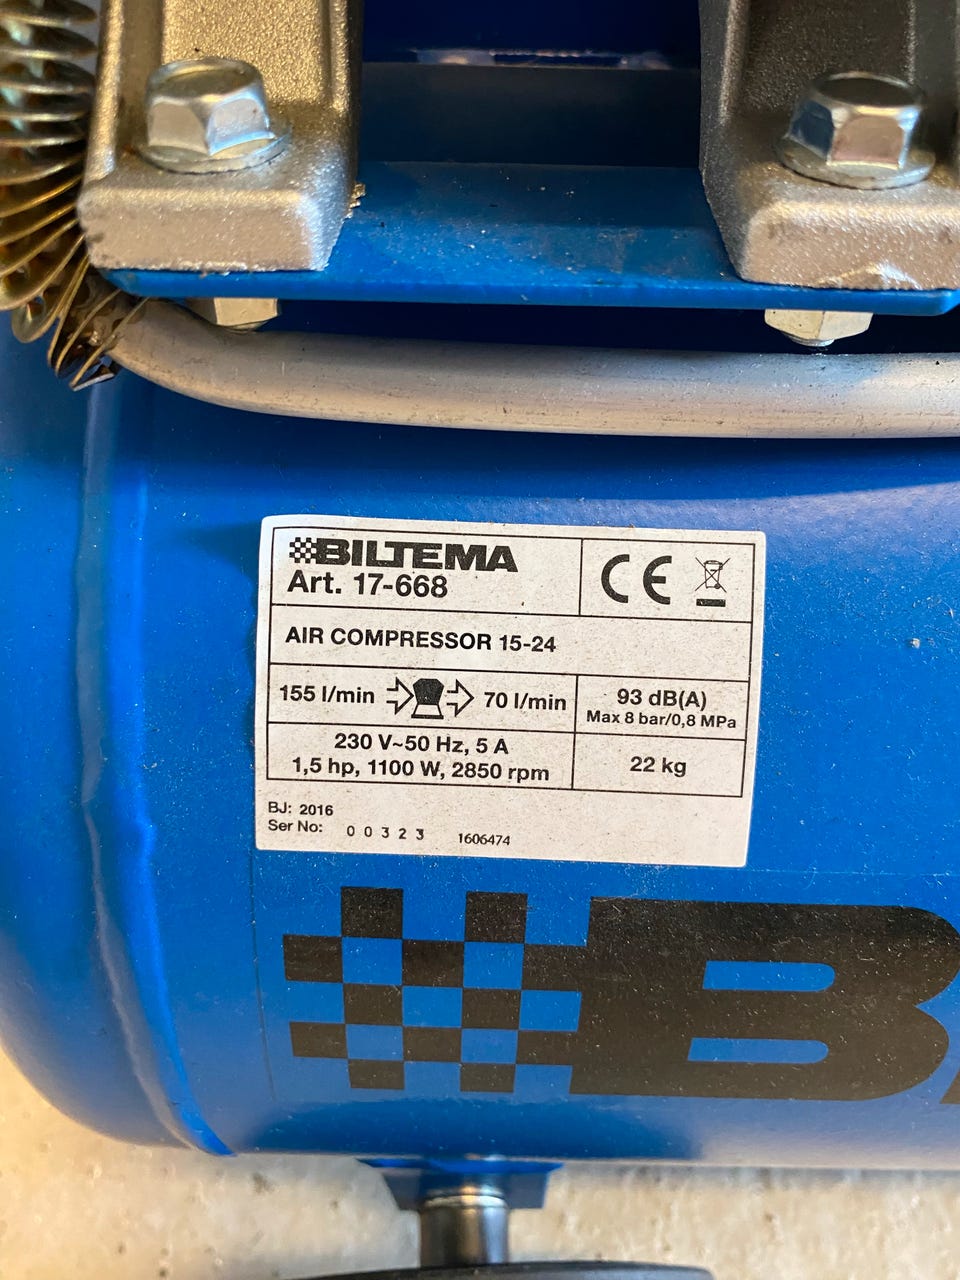 BILTEMA
Art. 17-668
CE
AIR COMPRESSOR 15-24
155 l/min 70 l/min
93 dB(A)
Max 8 bar/0,8 MPa
230 V~50 Hz, 5 A
1,5 hp, 1100 W, 2850 rpm
22 kg
BJ: 2016
Ser No: 00323 1606474
B